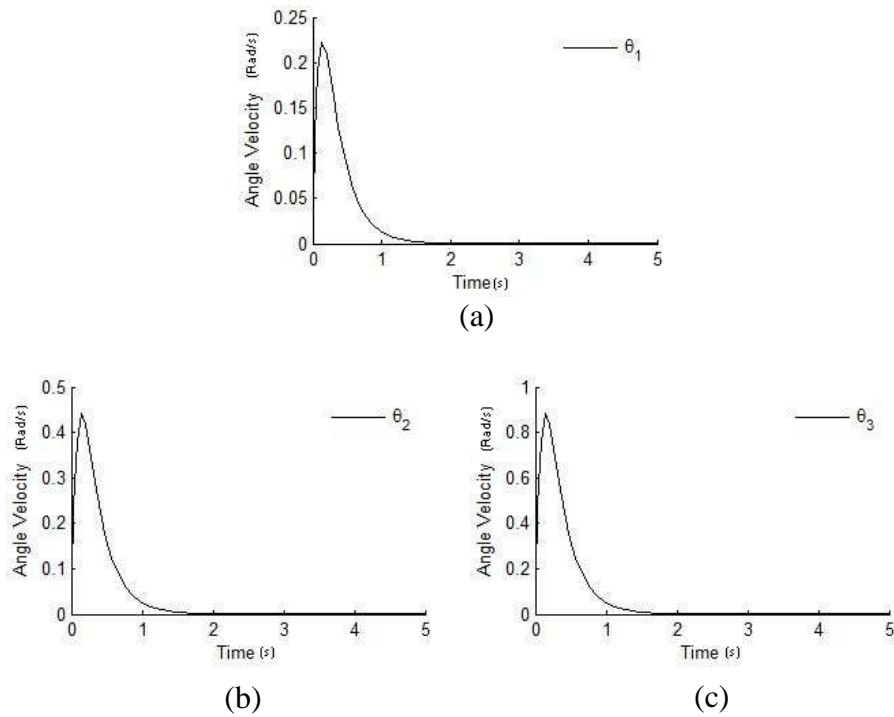 0.25
0.2
0.15
0.1
0.05
0
Angle Velocity (Rad/s)
θ1
0 1 2 3 4 5
Time(s)
(a)
0.5
0.4
0.3
0.2
0.1
0
Angle Velocity (Rad/s)
θ2
0 1 2 3 4 5
Time (s)
(b)
1
0.8
0.6
0.4
0.2
0
Angle Velocity (Rad/s)
θ3
0 1 2 3 4 5
Time (s)
(c)